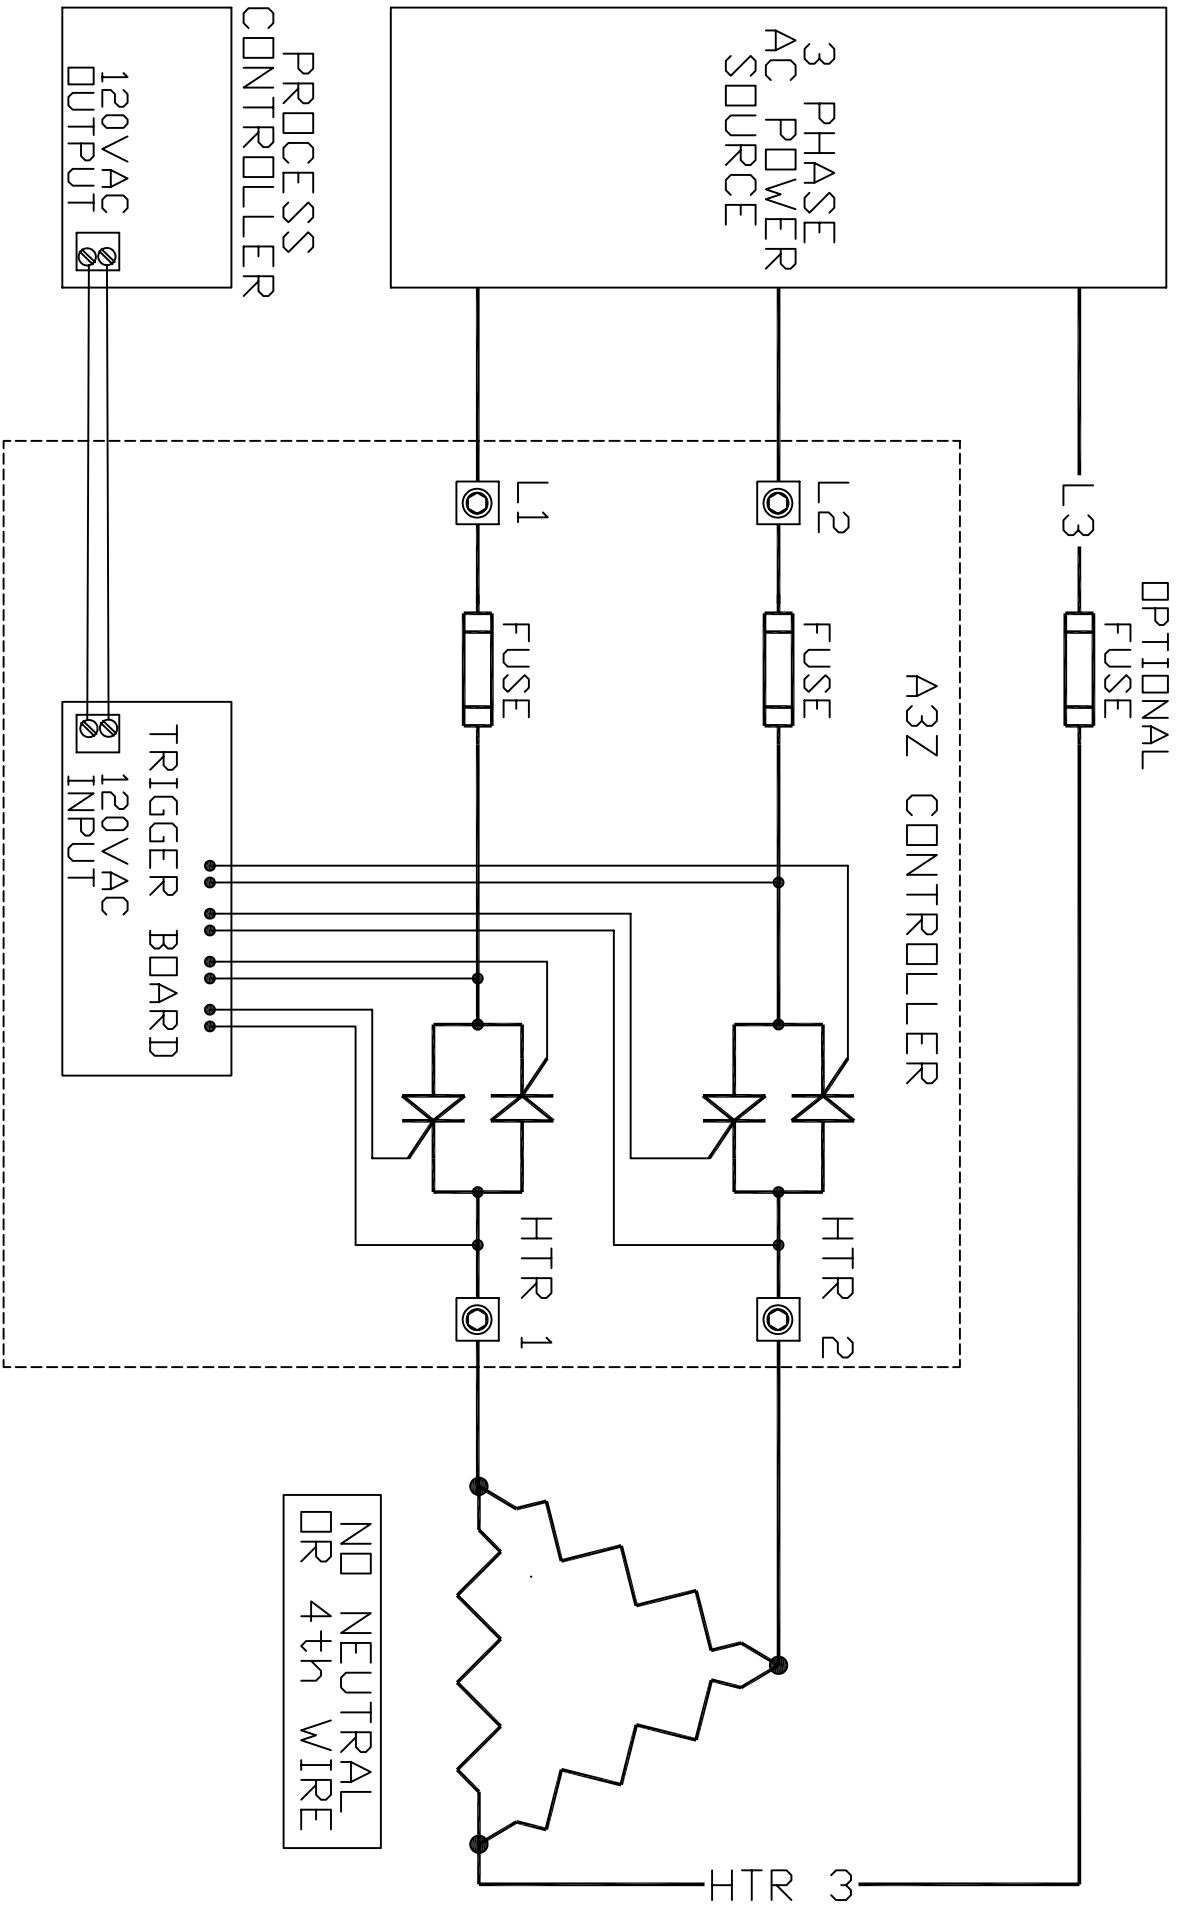 3 PHASE
AC POWER
SOURCE
L3
OPTIONAL
FUSE
A3Z CONTROLLER
L2
FUSE
HTR 2
L1
FUSE
HTR 1
HTR 3
PROCESS
CONTROLLER
120VAC
OUTPUT
TRIGGER BOARD
120VAC
INPUT
NO NEUTRAL
OR 4th WIRE